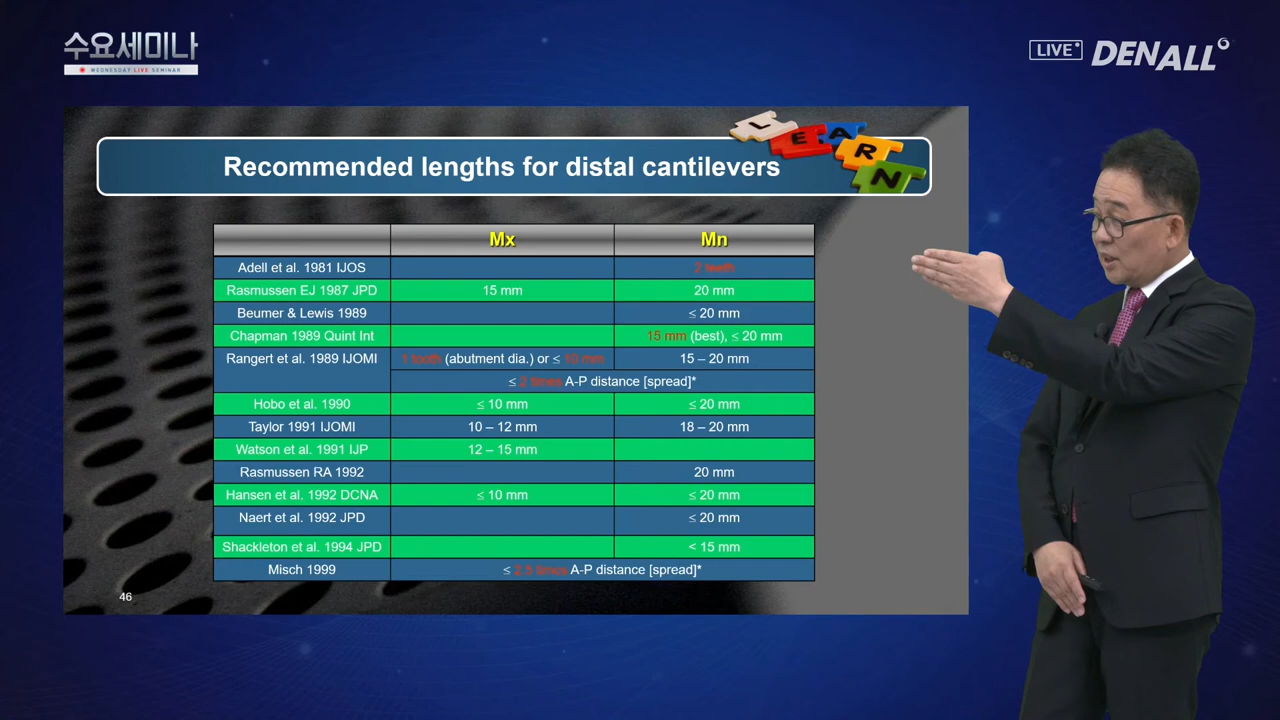 수요세미나
WEDNESDAY LIVE SEMINAR
LIVE
DENALL
LEARN
Recommended lengths for distal cantilevers
Mx Mn
Adell et al. 1981 IJOS 2 teeth
Rasmussen EJ 1987 JPD 15 mm 20 mm
Beumer & Lewis 1989 ≤ 20 mm
Chapman 1989 Quint Int 15 mm (best), ≤ 20 mm
Rangert et al. 1989 IJOMI 1 tooth (abutment dia.) or ≤ 10 mm 15 – 20 mm
≤ 2 times A-P distance [spread]*
Hobo et al. 1990 ≤ 10 mm ≤ 20 mm
Taylor 1991 IJOMI 10 – 12 mm 18 – 20 mm
Watson et al. 1991 IJP 12 – 15 mm
Rasmussen RA 1992 20 mm
Hansen et al. 1992 DCNA ≤ 10 mm ≤ 20 mm
Naert et al. 1992 JPD ≤ 20 mm
Shackleton et al. 1994 JPD < 15 mm
Misch 1999 ≤ 2.5 times A-P distance [spread]*
46